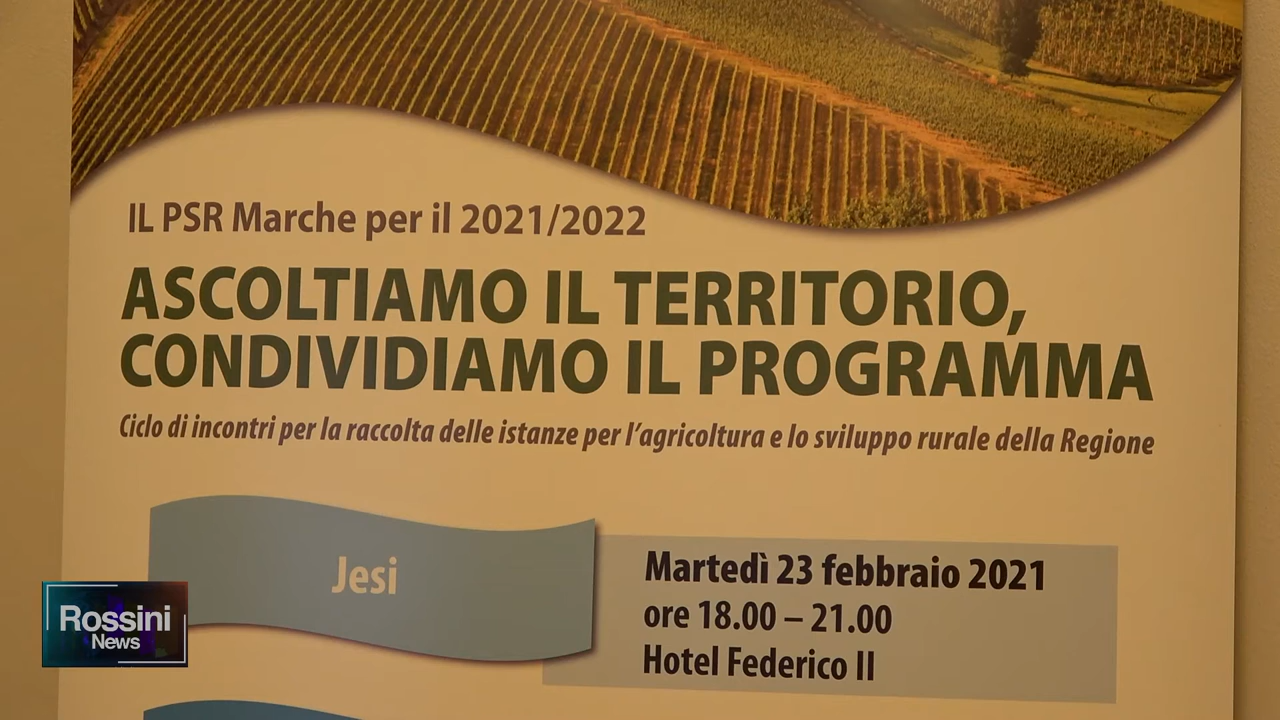 IL PSR Marche per il 2021/2022
ASCOLTIAMO IL TERRITORIO,
CONDIVIDIAMO IL PROGRAMMA
Ciclo di incontri per la raccolta delle istanze per l'agricoltura e lo sviluppo rurale della Regione
Jesi
Martedì 23 febbraio 2021
ore 18.00 – 21.00
Hotel Federico II
Rossini
News